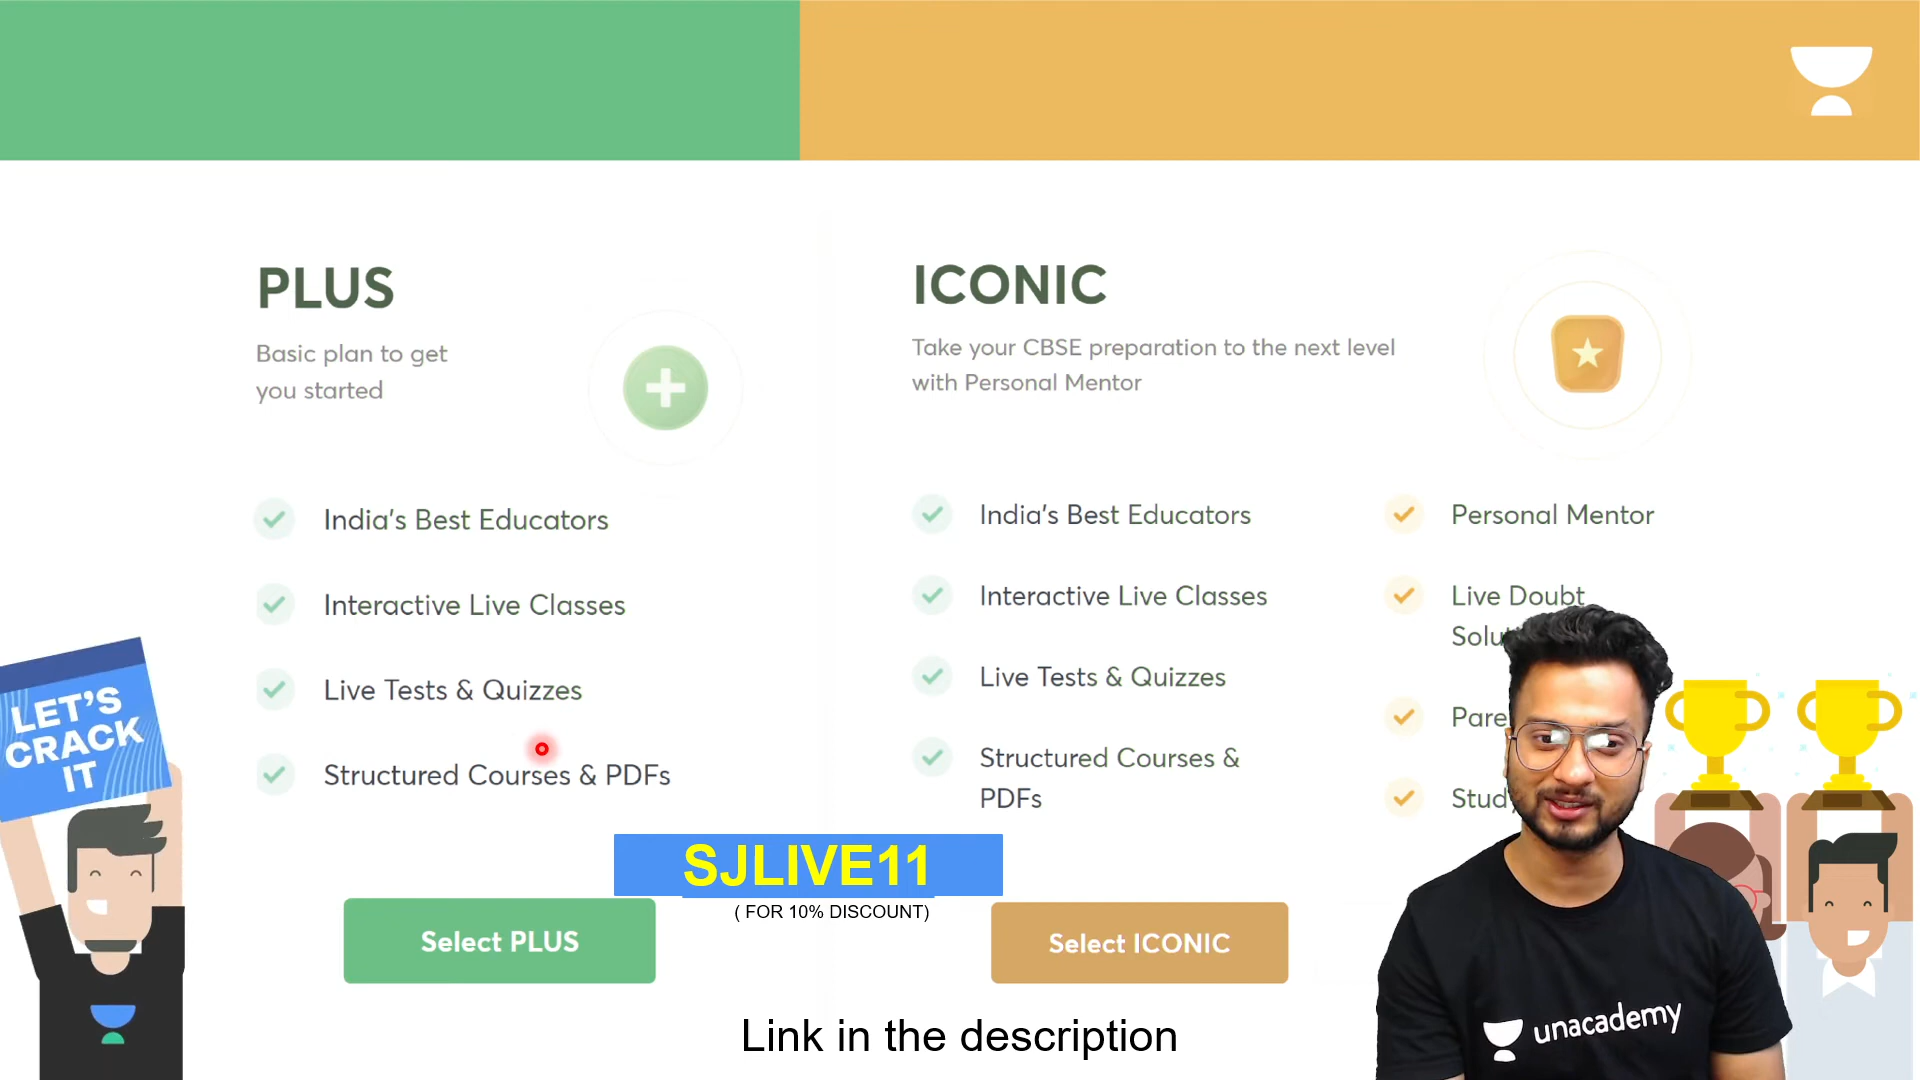 PLUS
Basic plan to get
you started
India's Best Educators
Interactive Live Classes
Live Tests & Quizzes
Structured Courses & PDFs
Select PLUS
ICONIC
Take your CBSE preparation to the next level
with Personal Mentor
India's Best Educators
Interactive Live Classes
Live Tests & Quizzes
Structured Courses &
PDFs
Personal Mentor
Live Doubt
Select ICONIC
SJLIVE11
( FOR 10% DISCOUNT)
Link in the description
LET'S
CRACK
IT
unacademy